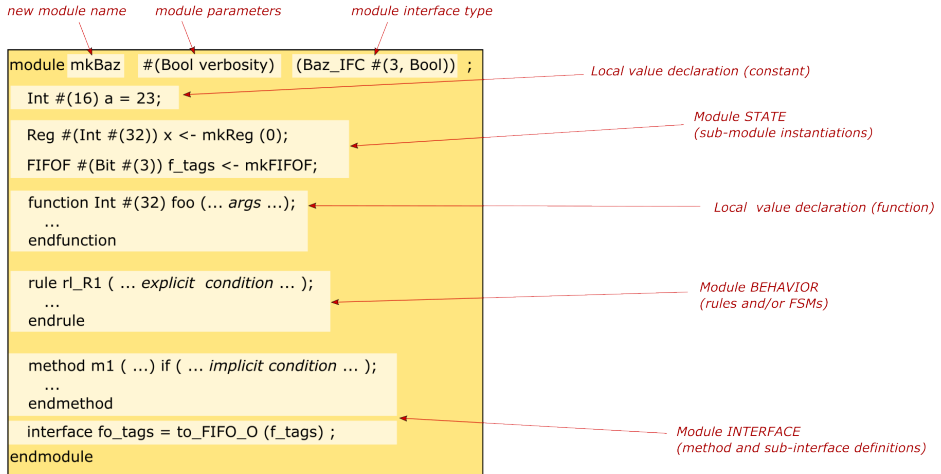 new module name
module parameters
module interface type
module mkBaz #(Bool verbosity) (Baz_IFC #(3, Bool)) ;
Int #(16) a = 23;
Local value declaration (constant)
Reg #(Int #(32)) x <- mkReg (0);
FIFOF #(Bit #(3)) f_tags <- mkFIFOF;
Module STATE
(sub-module instantiations)
function Int #(32) foo (... args ...);
...
endfunction
Local  value declaration (function)
rule rl_R1 ( ... explicit  condition ... );
...
endrule
Module BEHAVIOR
(rules and/or FSMs)
method m1 ( ...) if ( ... implicit condition ... );
...
endmethod
interface fo_tags = to_FIFO_O (f_tags) ;
Module INTERFACE
(method and sub-interface definitions)
endmodule